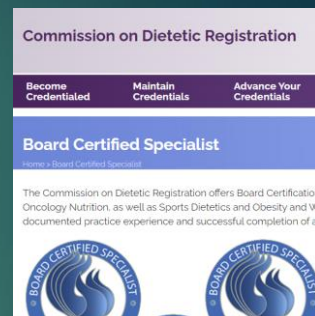 Commission on Dietetic Registration
Become Maintain Advance Your
Credentialed Credentials Credentials
Board Certified Specialist
Home > Board Certified Specialist
The Commission on Dietetic Registration offers Board Certificatio
Oncology Nutrition, as well as Sports Dietetics and Obesity and W
documented practice experience and successful completion of a
BOARD CERTIFIED SPECIALIST BOARD CERTIFIED SPECIALIST